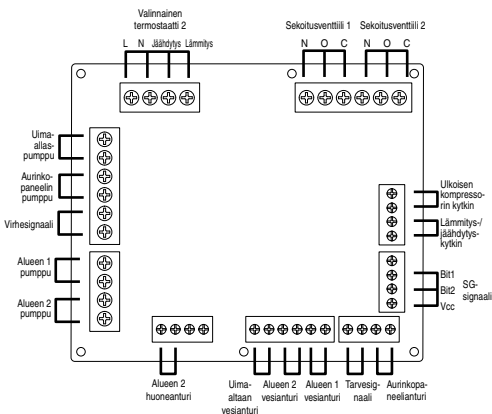 Valinnainen
termostaatti 2
Sekoitusventtiili 1 Sekoitusventtiili 2
L N Jäähdytys Lämmitys
N O C N O C
Uima-
allas-
pumppu
Aurinko-
paneelin
pumppu
Virhesignaali
Alueen 1
pumppu
Alueen 2
pumppu
Ulkoisen
kompresso-
rin kytkin
Lämmitys-/
jäähdytys-
kytkin
Bit1
Bit2
Vcc
SG-
signaali
Alueen 2
huoneanturi
Uima-
altaan
vesianturi
Alueen 2
vesianturi
Alueen 1
vesianturi
Tarvesig-
naali
Aurinkopa-
neelianturi